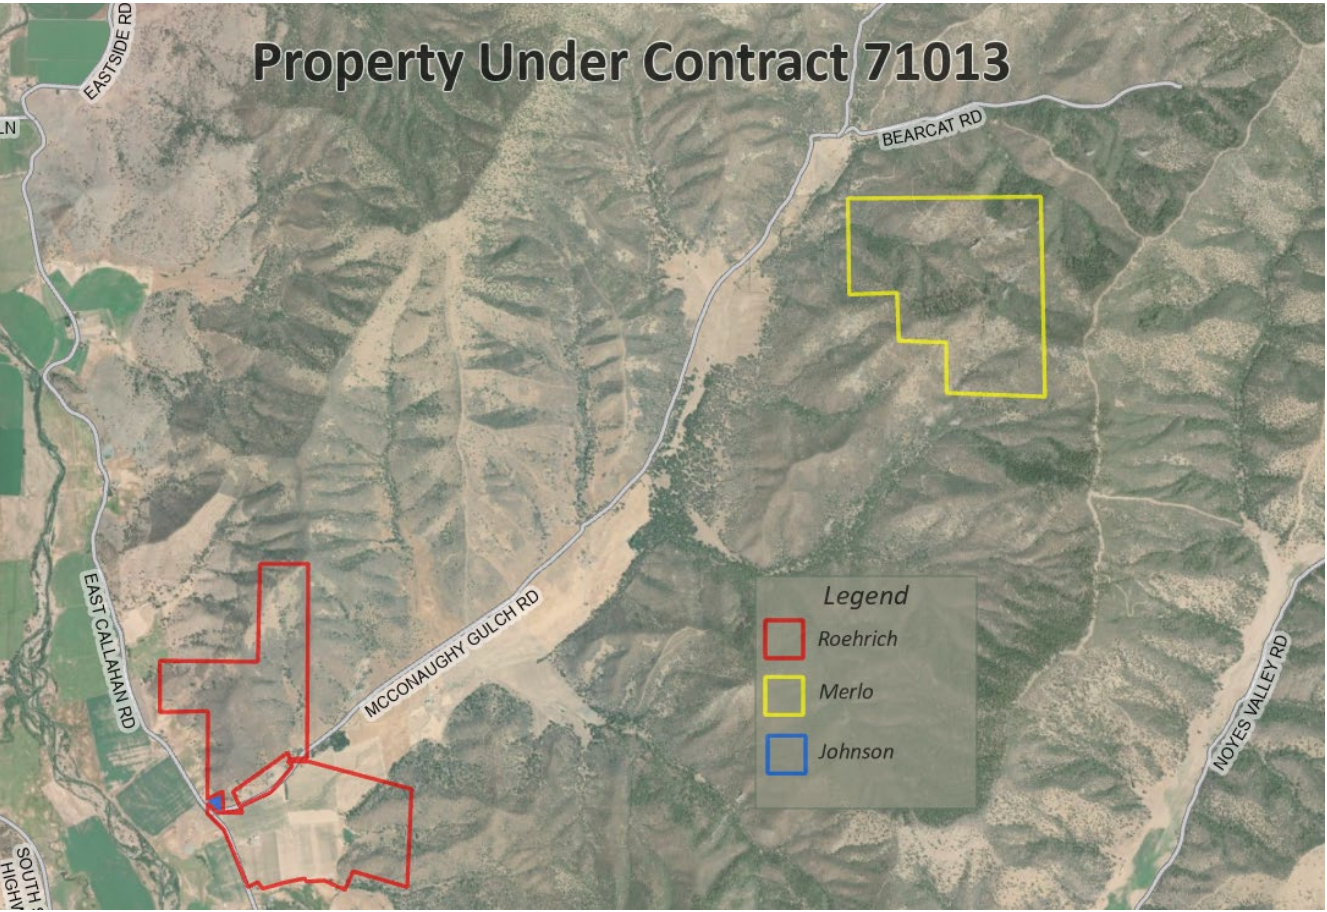 EASTSIDE RD
Property Under Contract 71013
LN
BEARCAT RD
EAST CALLAHAN RD
MCCONAUGHY GULCH RD
Legend
Roehrich
Merlo
Johnson
NOYES VALLEY RD
SOUTH S
HIGHW